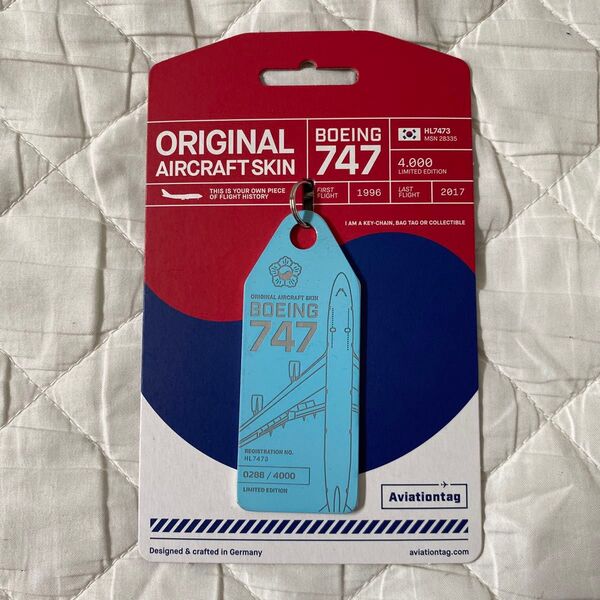 ORIGINAL
AIRCRAFT SKIN
BOEING
747
HL7473
MSN 28335
4.000
LIMITED EDITION
THIS IS YOUR OWN PIECE
OF FLIGHT HISTORY
FIRST
FLIGHT
1996
LAST
FLIGHT
2017
I AM A KEY-CHAIN, BAG TAG OR COLLECTIBLE
ORIGINAL AIRCRAFT SKIN
BOEING
747
REGISTRATION NO.
HL7473
0288 / 4000
LIMITED EDITION
Aviationtag
Designed & crafted in Germany
aviationtag.com